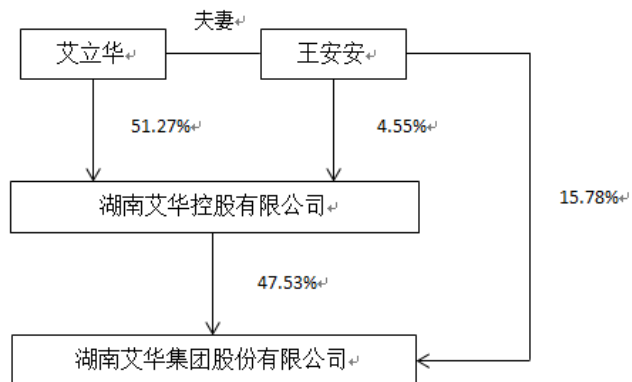 夫妻
艾立华
王安安
51.27%
4.55%
湖南艾华控股有限公司
15.78%
47.53%
湖南艾华集团股份有限公司